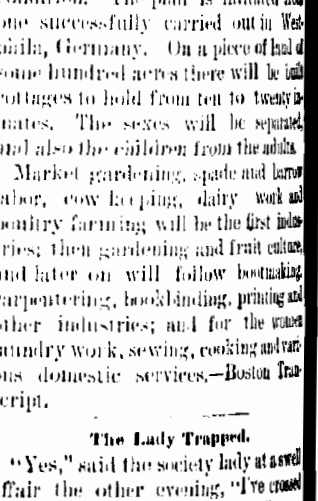 The plan is
one successfully carried out in West-
phila, Germany. On a piece of land of
some hundred acres there will be built
cottages to hold from ten to twenty in-
mates. The sexes will be separated,
and also the children from the adults.
Market gardening, spade and barrow
labor, cow keeping, dairy work and
poultry farming will be the first indus-
tries; then gardening and fruit culture,
and later on will follow bootmaking,
carpentering, bookbinding, printing and
other industries; and for the women
laundry work, sewing, cooking and vari-
ous domestic services.—Boston Tran-
script.
The Lady Trapped.
"Yes," said the society lady at a swell
affair the other evening, "I've crossed